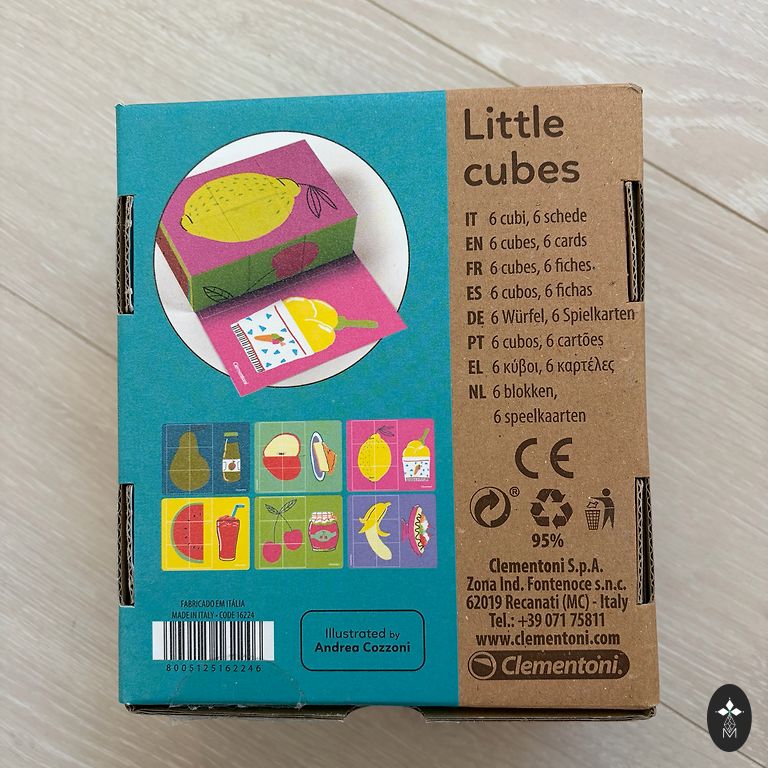 Little
cubes
IT 6 cubi, 6 schede
EN 6 cubes, 6 cards
FR 6 cubes, 6 fiches.
ES 6 cubos, 6 fichas
DE 6 Würfel, 6 Spielkarten
PT 6 cubos, 6 cartões
EL 6 κύβοι, 6 καρτέλες
NL 6 blokken,
6 speelkaarten
Clementoni
CE
®
95%
Clementoni S.p.A.
Zona Ind. Fontenoce s.n.c.
62019 Recanati (MC) - Italy
Tel.: +39 071 75811
www.clementoni.com
Clementoni.
FABRICADO EM ITÁLIA
MADE IN ITALY - CODE 16224
8005125162246
Illustrated by
Andrea Cozzoni
M